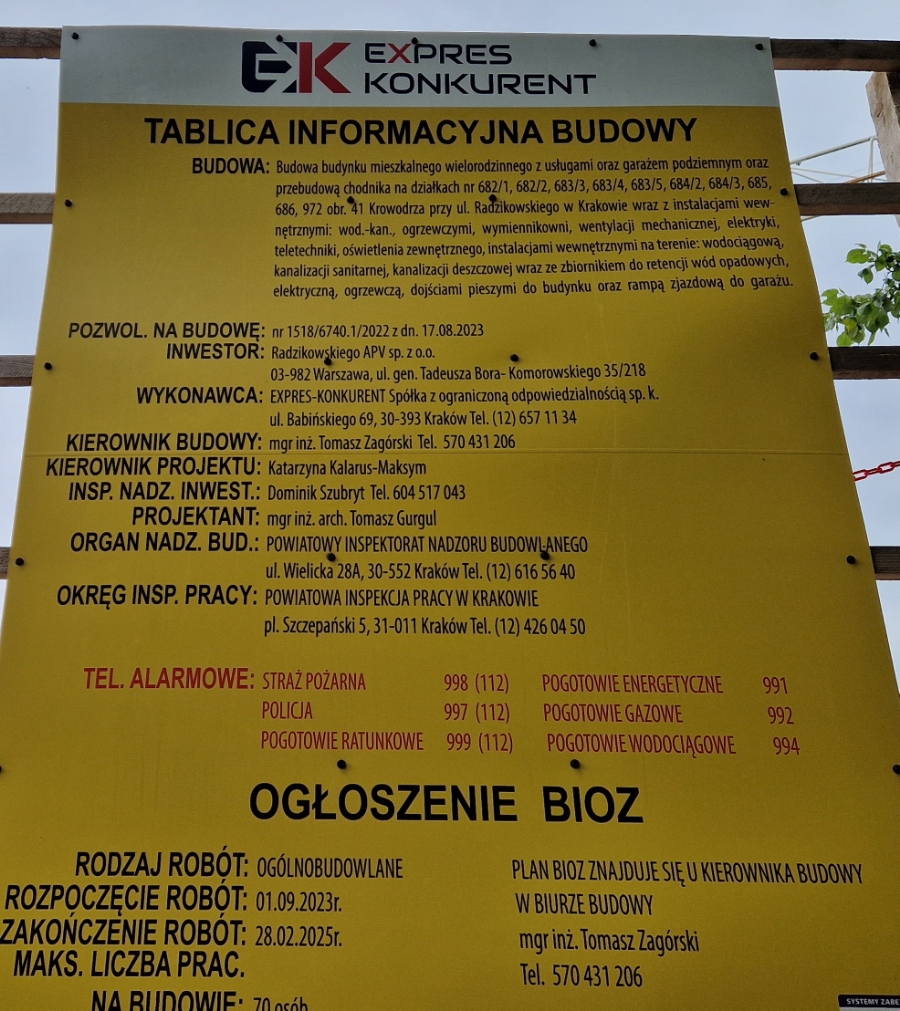 EK EXPRES
KONKURENT
TABLICA INFORMACYJNA BUDOWY
BUDOWA: Budowa budynku mieszkalnego wielorodzinnego z usługami oraz garażem podziemnym oraz
przebudową chodnika na działkach nr 682/1, 682/2, 683/3, 683/4, 683/5, 684/2, 684/3, 685,
686, 972 obr. 41 Krowodrza przy ul. Radzikowskiego w Krakowie wraz z instalacjami wew-
nętrznymi: wod.-kan., ogrzewczymi, wymiennikowni, wentylacji mechanicznej, elektryki,
teletechniki, oświetlenia zewnętrznego, instalacjami wewnętrznymi na terenie: wodociągową,
kanalizacji sanitarnej, kanalizacji deszczowej wraz ze zbiornikiem do retencji wód opadowych,
elektryczną, ogrzewczą, dojściami pieszymi do budynku oraz rampą zjazdową do garażu.
POZWOL. NA BUDOWĘ: nr 1518/6740.1/2022 z dn. 17.08.2023
INWESTOR: Radzikowskiego APV sp. z o.o.
03-982 Warszawa, ul. gen. Tadeusza Bora- Komorowskiego 35/218
WYKONAWCA: EXPRES-KONKURENT Spółka z ograniczoną odpowiedzialnością sp. k.
ul. Babińskiego 69, 30-393 Kraków Tel. (12) 657 11 34
KIEROWNIK BUDOWY: mgr inż. Tomasz Zagórski Tel. 570 431 206
KIEROWNIK PROJEKTU: Katarzyna Kalarus-Maksym
INSP. NADZ. INWEST.: Dominik Szubryt Tel. 604 517 043
PROJEKTANT: mgr inż. arch. Tomasz Gurgul
ORGAN NADZ. BUD.: POWIATOWY INSPEKTORAT NADZORU BUDOWLANEGO
ul. Wielicka 28A, 30-552 Kraków Tel. (12) 616 56 40
OKRĘG INSP. PRACY: POWIATOWA INSPEKCJA PRACY W KRAKOWIE
pl. Szczepański 5, 31-011 Kraków Tel. (12) 426 04 50
TEL. ALARMOWE: STRAŻ POŻARNA 998 (112) POGOTOWIE ENERGETYCZNE 991
POLICJA 997 (112) POGOTOWIE GAZOWE 992
POGOTOWIE RATUNKOWE 999 (112) POGOTOWIE WODOCIĄGOWE 994
OGŁOSZENIE BIOZ
RODZAJ ROBÓT: OGÓLNOBUDOWLANE PLAN BIOZ ZNAJDUJE SIĘ U KIEROWNIKA BUDOWY
ROZPOCZĘCIE ROBÓT: 01.09.2023r. W BIURZE BUDOWY
ZAKOŃCZENIE ROBÓT: 28.02.2025r. mgr inż. Tomasz Zagórski
MAKS. LICZBA PRAC. Tel. 570 431 206
NA BUDOWIE: 70 osób
SYSTEMY